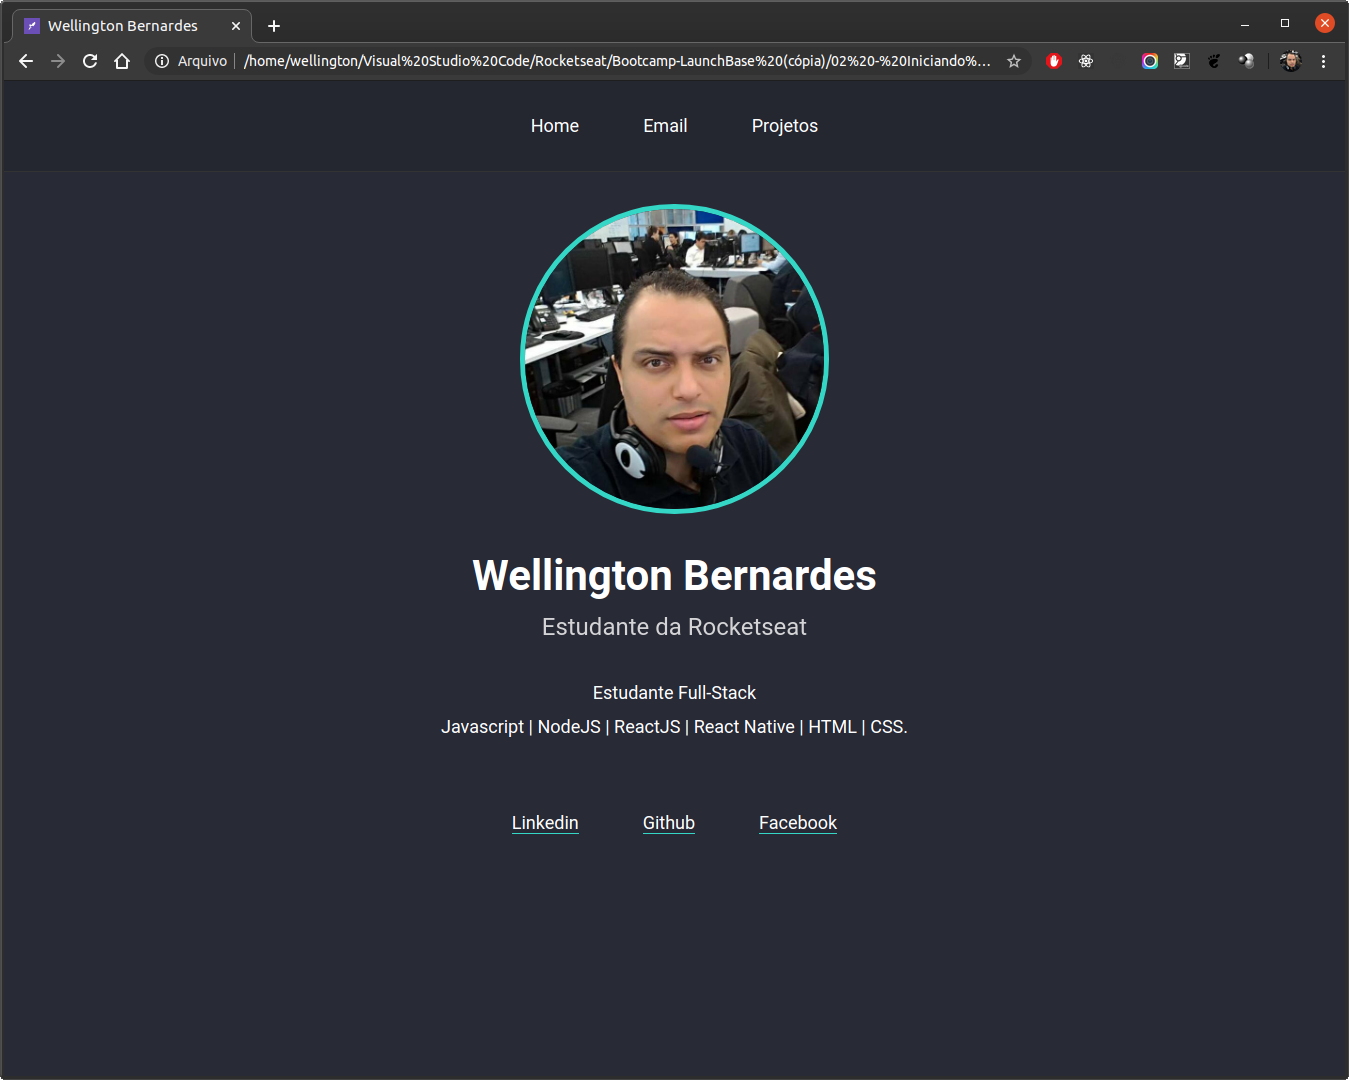 Wellington Bernardes
Arquivo | /home/wellington/Visual%20Studio%20Code/Rocketseat/Bootcamp-LaunchBase%20(cópia)/02%20-%20Iniciando%...
Home Email Projetos
Wellington Bernardes
Estudante da Rocketseat
Estudante Full-Stack
Javascript | NodeJS | ReactJS | React Native | HTML | CSS.
Linkedin Github Facebook